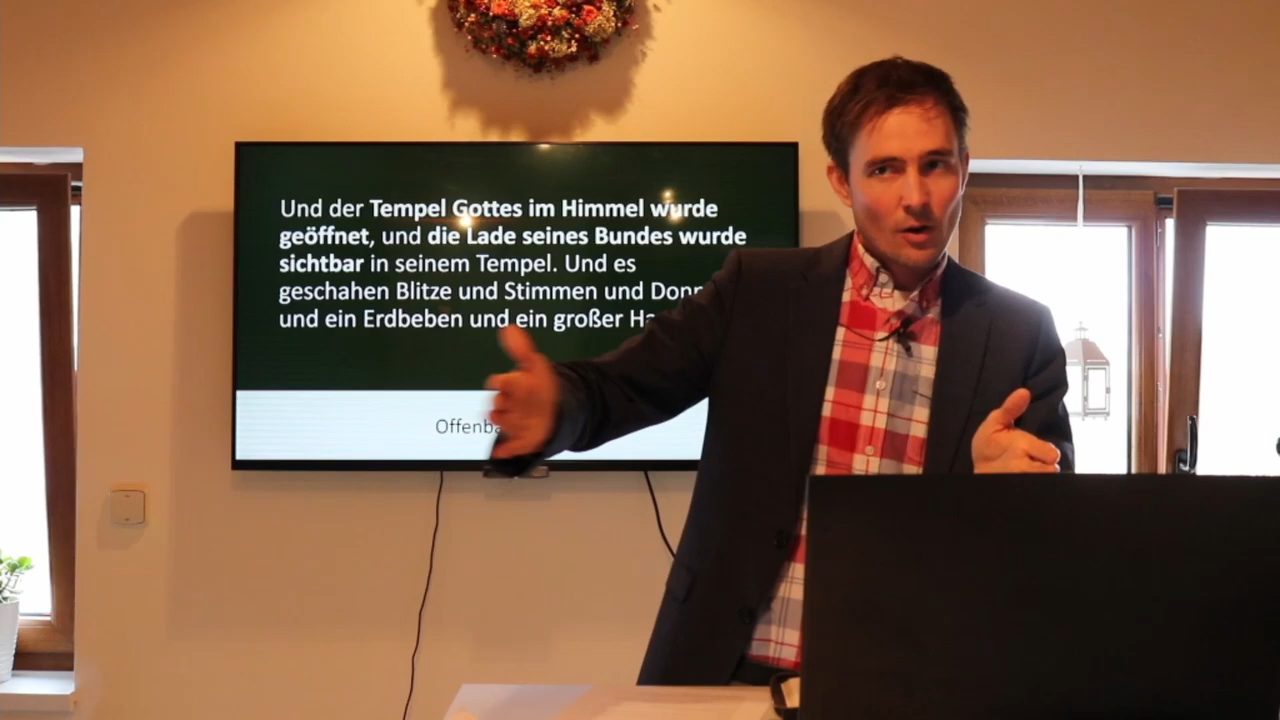 Und der Tempel Gottes im Himmel wurde
geöffnet, und die Lade seines Bundes wurde
sichtbar in seinem Tempel. Und es
geschahen Blitze und Stimmen und
und ein Erdbeben und ein großer